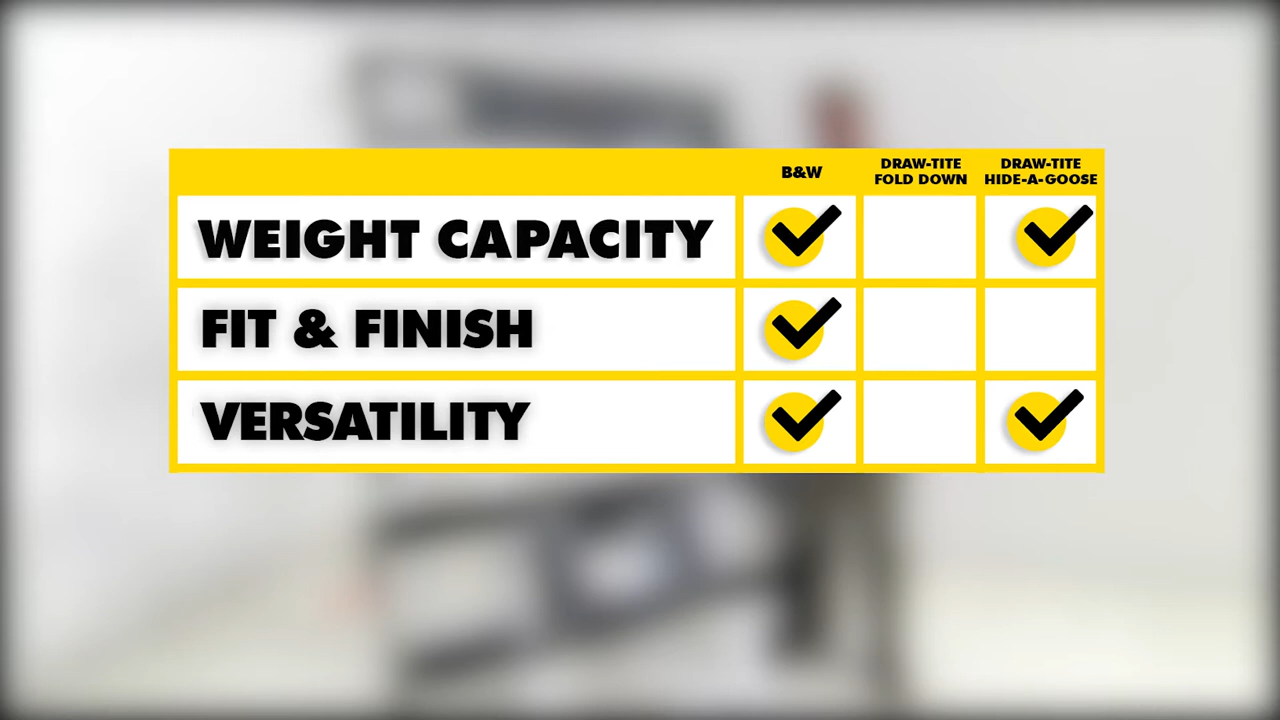 B&W
DRAW-TITE
FOLD DOWN
DRAW-TITE
HIDE-A-GOOSE
WEIGHT CAPACITY
FIT & FINISH
VERSATILITY